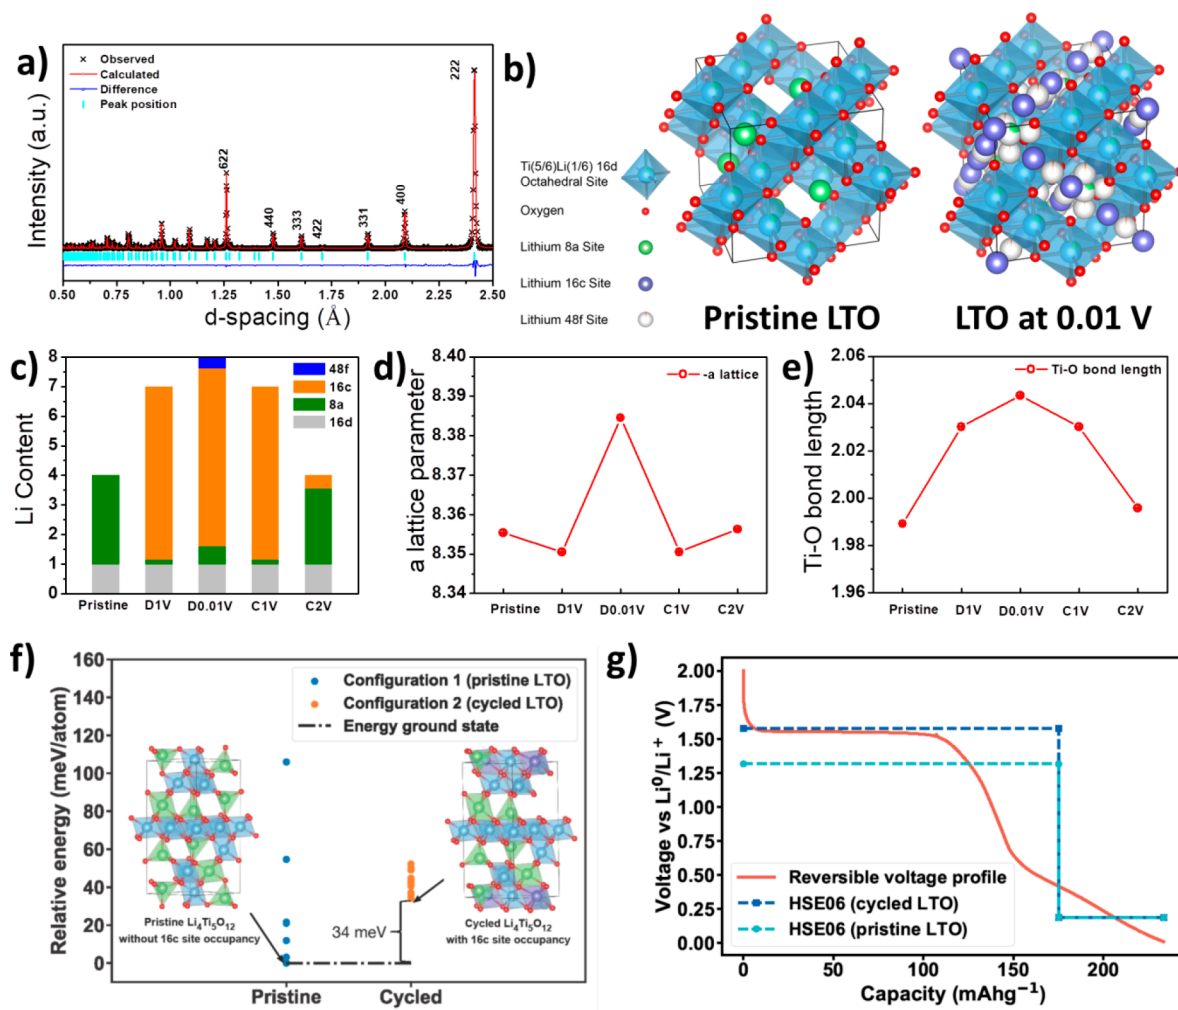 a)
Observed
Calculated
Difference
Peak position
222
622
440
333
422
331
400
Intensity (a.u.)
0.50 0.75 1.00 1.25 1.50 1.75 2.00 2.25 2.50
d-spacing (Å)
b)
Ti(5/6)Li(1/6) 16d
Octahedral Site
Oxygen
Lithium 8a Site
Lithium 16c Site
Lithium 48f Site
Pristine LTO
LTO at 0.01 V
c)
8
7
6
5
4
3
2
1
0
Li Content
48f
16c
8a
16d
Pristine D1V D0.01V C1V C2V
d)
8.40
8.39
8.38
8.37
8.36
8.35
8.34
a lattice parameter
-a lattice
Pristine D1V D0.01V C1V C2V
e)
2.06
2.04
2.02
2.00
1.98
1.96
Ti-O bond length
Ti-O bond length
Pristine D1V D0.01V C1V C2V
f)
160
140
120
100
80
60
40
20
0
Relative energy (meV/atom)
Configuration 1 (pristine LTO)
Configuration 2 (cycled LTO)
Energy ground state
Pristine Li₄Ti₅O₁₂
without 16c site occupancy
34 meV
Cycled Li₄Ti₅O₁₂
with 16c site occupancy
Pristine Cycled
g)
2.00
1.75
1.50
1.25
1.00
0.75
0.50
0.25
0.00
Voltage vs Li⁰/Li⁺ (V)
Reversible voltage profile
HSE06 (cycled LTO)
HSE06 (pristine LTO)
0 50 100 150 200
Capacity (mAhg⁻¹)